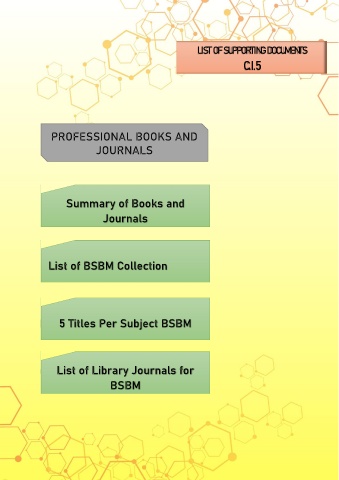 LIST OF SUPPORTING DOCUMENTS
C.I.5
PROFESSIONAL BOOKS AND
JOURNALS
Summary of Books and
Journals
List of BSBM Collection
5 Titles Per Subject BSBM
List of Library Journals for
BSBM